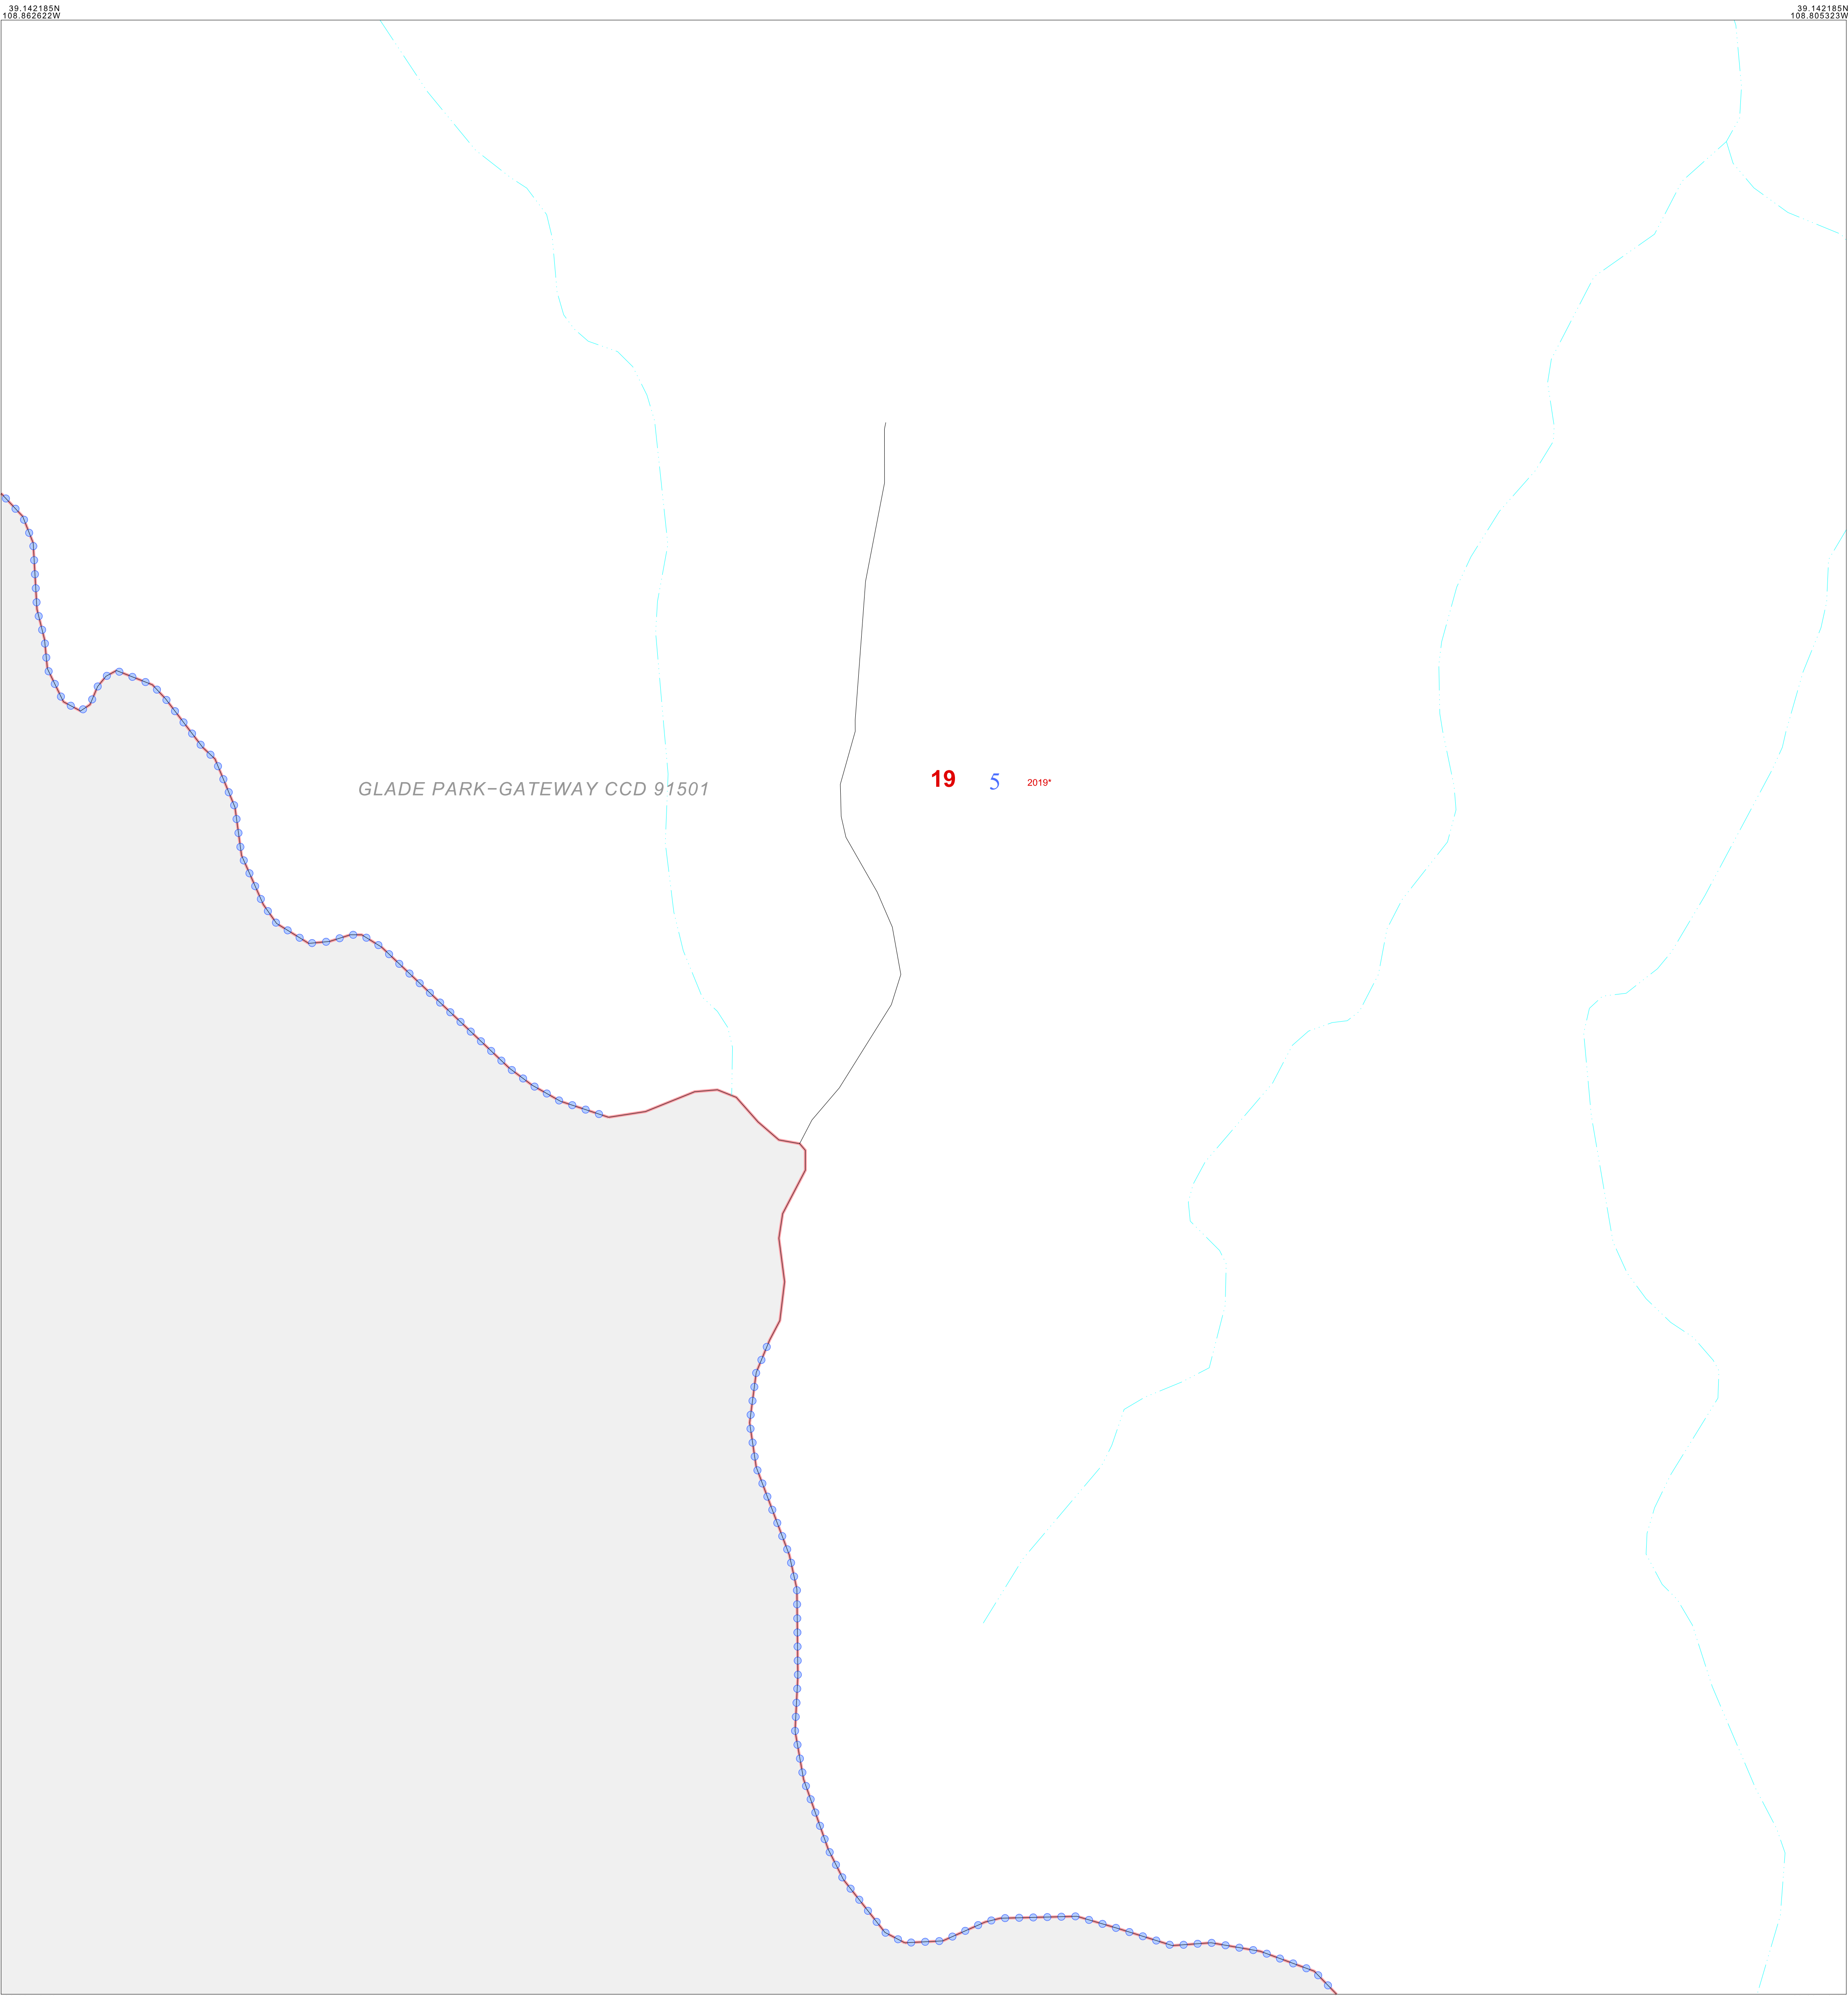 39.142185N
108.862622W
39.142185N
108.805323W
GLADE PARK-GATEWAY CCD 91501
19 5 2019*